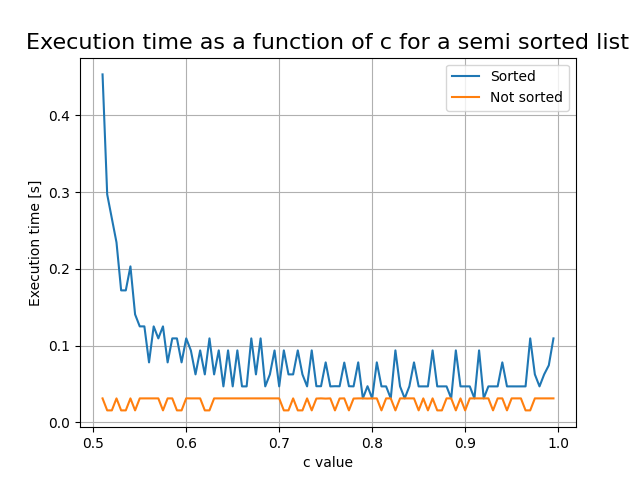 Execution time as a function of c for a semi sorted list
Sorted
Not sorted
0.4
0.3
0.2
0.1
0.0
Execution time [s]
0.5 0.6 0.7 0.8 0.9 1.0
c value